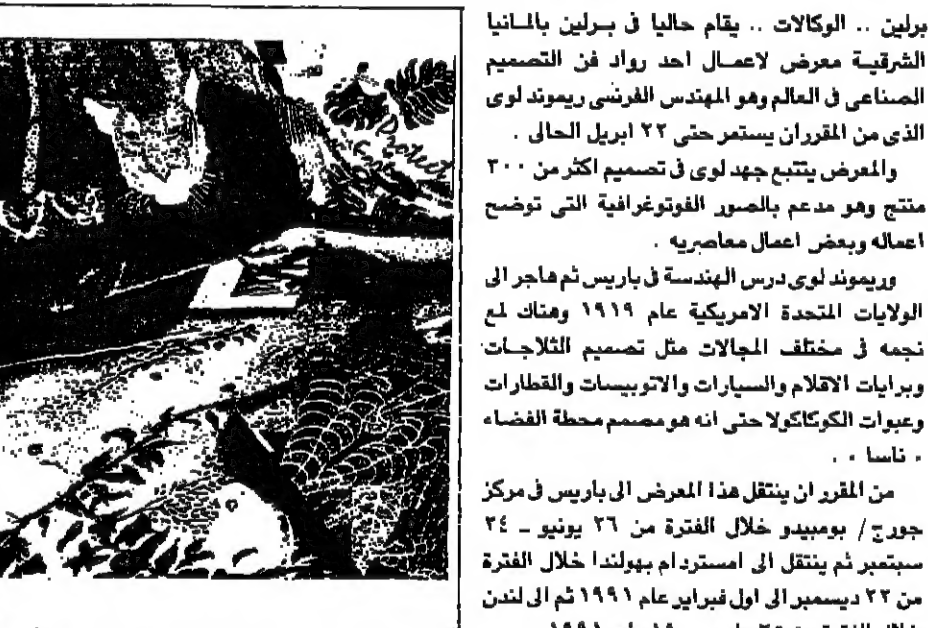 برلين .. الوكالات .. يقام حاليا فى برلين بالمانيا
الشرقية معرض لاعمال احد رواد فن التصميم
الصناعى فى العالم وهو المهندس الفرنسى ريموند لوى
الذى من المقرران يستمر حتى ٢٢ ابريل الحالى .
والمعرض يتتبع جهد لوى فى تصميم اكثر من ٣٠٠
منتج وهو مدعم بالصور الفوتوغرافية التى توضح
اعماله وبعض اعمال معاصريه .
وريموند لوى درس الهندسة فى باريس ثم هاجر الى
الولايات المتحدة الامريكية عام ١٩١٩ وهناك لمع
نجمه فى مختلف المجالات مثل تصميم الثلاجات
وبرايات الاقلام والسيارات والاتوبيسات والقطارات
وعبوات الكوكاكولا حتى انه هو مصمم محطة الفضاء
« ناسا » .
من المقرر ان ينتقل هذا المعرض الى باريس فى مركز
جورج / بومبيدو خلال الفترة من ٢٦ يونيو ـ ٢٤
سبتمبر ثم ينتقل الى امستردام بهولندا خلال الفترة
من ٢٢ ديسمبر الى اول فبراير عام ١٩٩١ ثم الى لندن
Protect